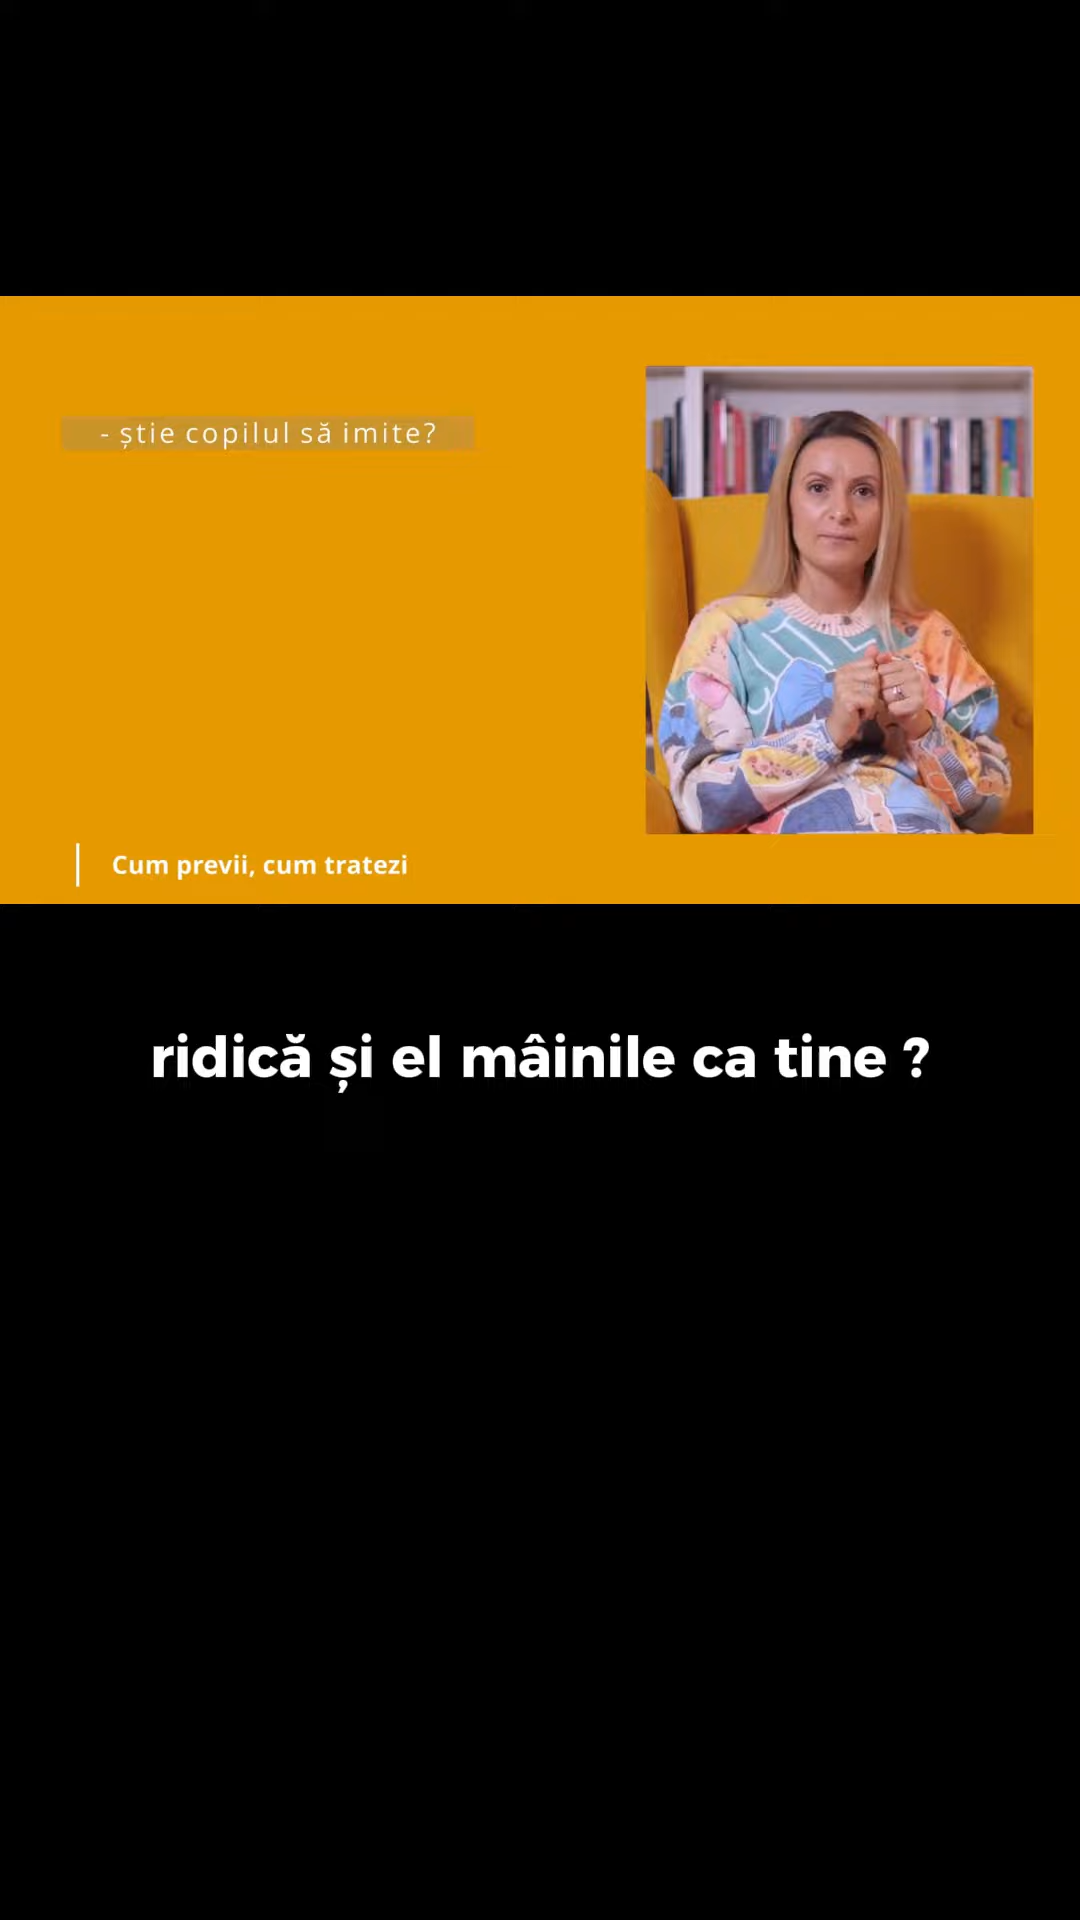 - știe copilul să imite?
Cum previi, cum tratezi
ridică și el mâinile ca tine ?